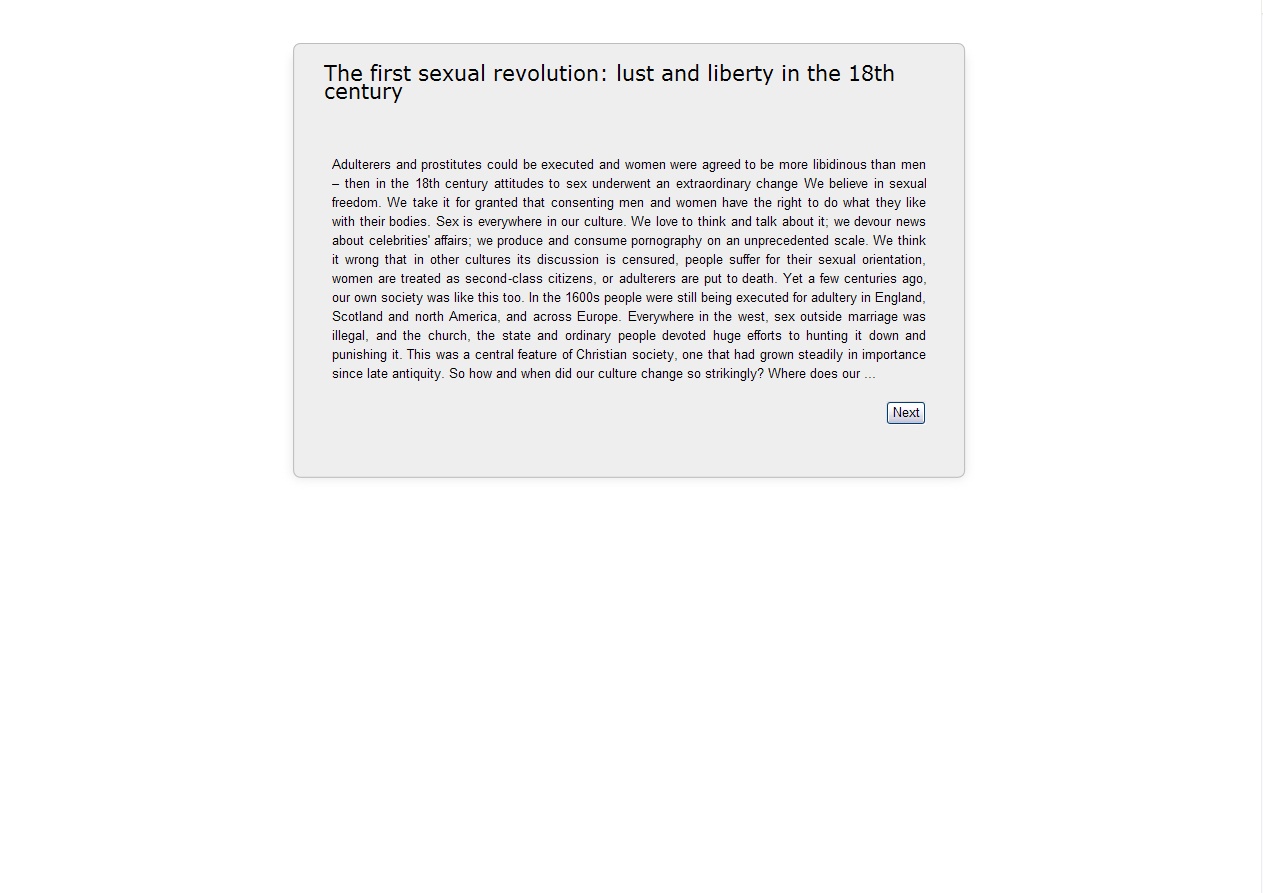 The first sexual revolution: lust and liberty in the 18th
century
Adulterers and prostitutes could be executed and women were agreed to be more libidinous than men
– then in the 18th century attitudes to sex underwent an extraordinary change We believe in sexual
freedom. We take it for granted that consenting men and women have the right to do what they like
with their bodies. Sex is everywhere in our culture. We love to think and talk about it; we devour news
about celebrities' affairs; we produce and consume pornography on an unprecedented scale. We think
it wrong that in other cultures its discussion is censured, people suffer for their sexual orientation,
women are treated as second-class citizens, or adulterers are put to death. Yet a few centuries ago,
our own society was like this too. In the 1600s people were still being executed for adultery in England,
Scotland and north America, and across Europe. Everywhere in the west, sex outside marriage was
illegal, and the church, the state and ordinary people devoted huge efforts to hunting it down and
punishing it. This was a central feature of Christian society, one that had grown steadily in importance
since late antiquity. So how and when did our culture change so strikingly? Where does our ...
Next